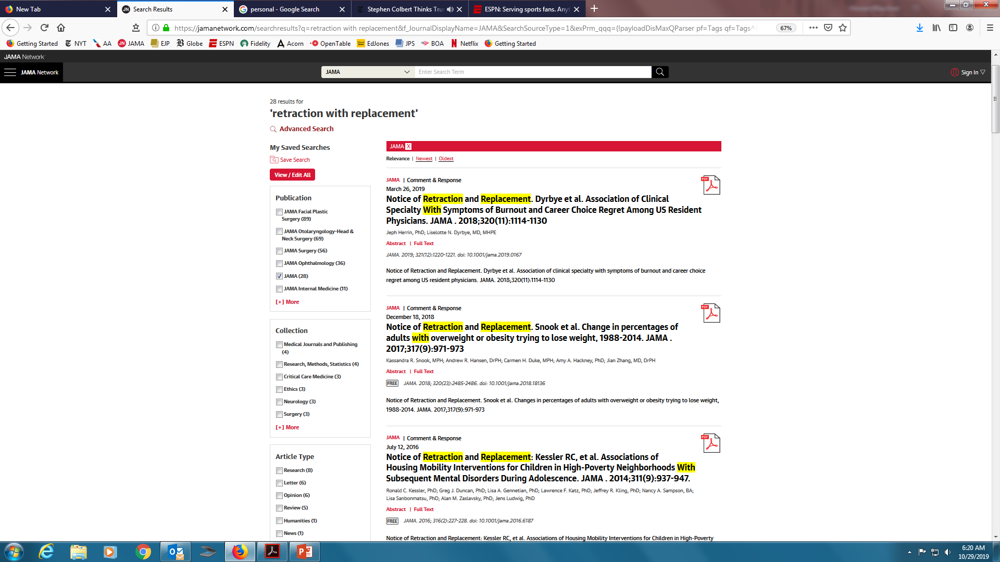 New Tab
Search Results
personal - Google Search
Stephen Colbert Thinks Tru
ESPN: Serving sports fans. Any
https://jamanetwork.com/searchresults?q=retraction with replacement&f_JournalDisplayName=JAMA&SearchSourceType=1&exPrm_qqq={!payloadDisMaxQParser pf=Tags qf=Tags^
67%
Getting Started NYT AA JAMA EJP Globe ESPN Fidelity Acorn OpenTable EdJones JPS BOA Netflix Getting Started
JAMA Network
JAMA Network
JAMA
Enter Search Term
Sign In
28 results for
'retraction with replacement'
Advanced Search
My Saved Searches
Save Search
View / Edit All
Publication
JAMA Facial Plastic
Surgery (89)
JAMA Otolaryngology-Head &
Neck Surgery (69)
JAMA Surgery (56)
JAMA Ophthalmology (36)
JAMA (28)
JAMA Internal Medicine (11)
[+] More
Collection
Medical Journals and Publishing
(4)
Research, Methods, Statistics (4)
Critical Care Medicine (3)
Ethics (3)
Neurology (3)
Surgery (3)
[+] More
Article Type
Research (8)
Letter (6)
Opinion (6)
Review (5)
Humanities (1)
News (1)
JAMA X
Relevance | Newest | Oldest
JAMA | Comment & Response
March 26, 2019
Notice of Retraction and Replacement. Dyrbye et al. Association of Clinical
Specialty With Symptoms of Burnout and Career Choice Regret Among US Resident
Physicians. JAMA . 2018;320(11):1114-1130
Jeph Herrin, PhD; Liselotte N. Dyrbye, MD, MHPE
Abstract | Full Text
JAMA. 2019; 321(12):1220-1221. doi: 10.1001/jama.2019.0167
Notice of Retraction and Replacement. Dyrbye et al. Association of clinical specialty with symptoms of burnout and career choice
regret among US resident physicians. JAMA. 2018;320(11):1114-1130
PDF
JAMA | Comment & Response
December 18, 2018
Notice of Retraction and Replacement. Snook et al. Change in percentages of
adults with overweight or obesity trying to lose weight, 1988-2014. JAMA .
2017;317(9):971-973
Kassandra R. Snook, MPH; Andrew R. Hansen, DrPH; Carmen H. Duke, MPH; Amy A. Hackney, PhD; Jian Zhang, MD, DrPH
Abstract | Full Text
FREE JAMA. 2018; 320(23):2485-2486. doi: 10.1001/jama.2018.18136
Notice of Retraction and Replacement. Snook et al. Changes in percentages of adults with overweight or obesity trying to lose weight,
1988-2014. JAMA. 2017;317(9):971-973
PDF
JAMA | Comment & Response
July 12, 2016
Notice of Retraction and Replacement: Kessler RC, et al. Associations of
Housing Mobility Interventions for Children in High-Poverty Neighborhoods With
Subsequent Mental Disorders During Adolescence. JAMA . 2014;311(9):937-947.
Ronald C. Kessler, PhD; Greg J. Duncan, PhD; Lisa A. Gennetian, PhD; Lawrence F. Katz, PhD; Jeffrey R. Kling, PhD; Nancy A. Sampson, BA;
Lisa Sanbonmatsu, PhD; Alan M. Zaslavsky, PhD; Jens Ludwig, PhD
Abstract | Full Text
FREE JAMA. 2016; 316(2):227-228. doi: 10.1001/jama.2016.6187
Notice of Retraction and Replacement: Kessler RC, et al. Associations of Housing Mobility Interventions for Children in High-Poverty
PDF
6:20 AM
10/29/2019